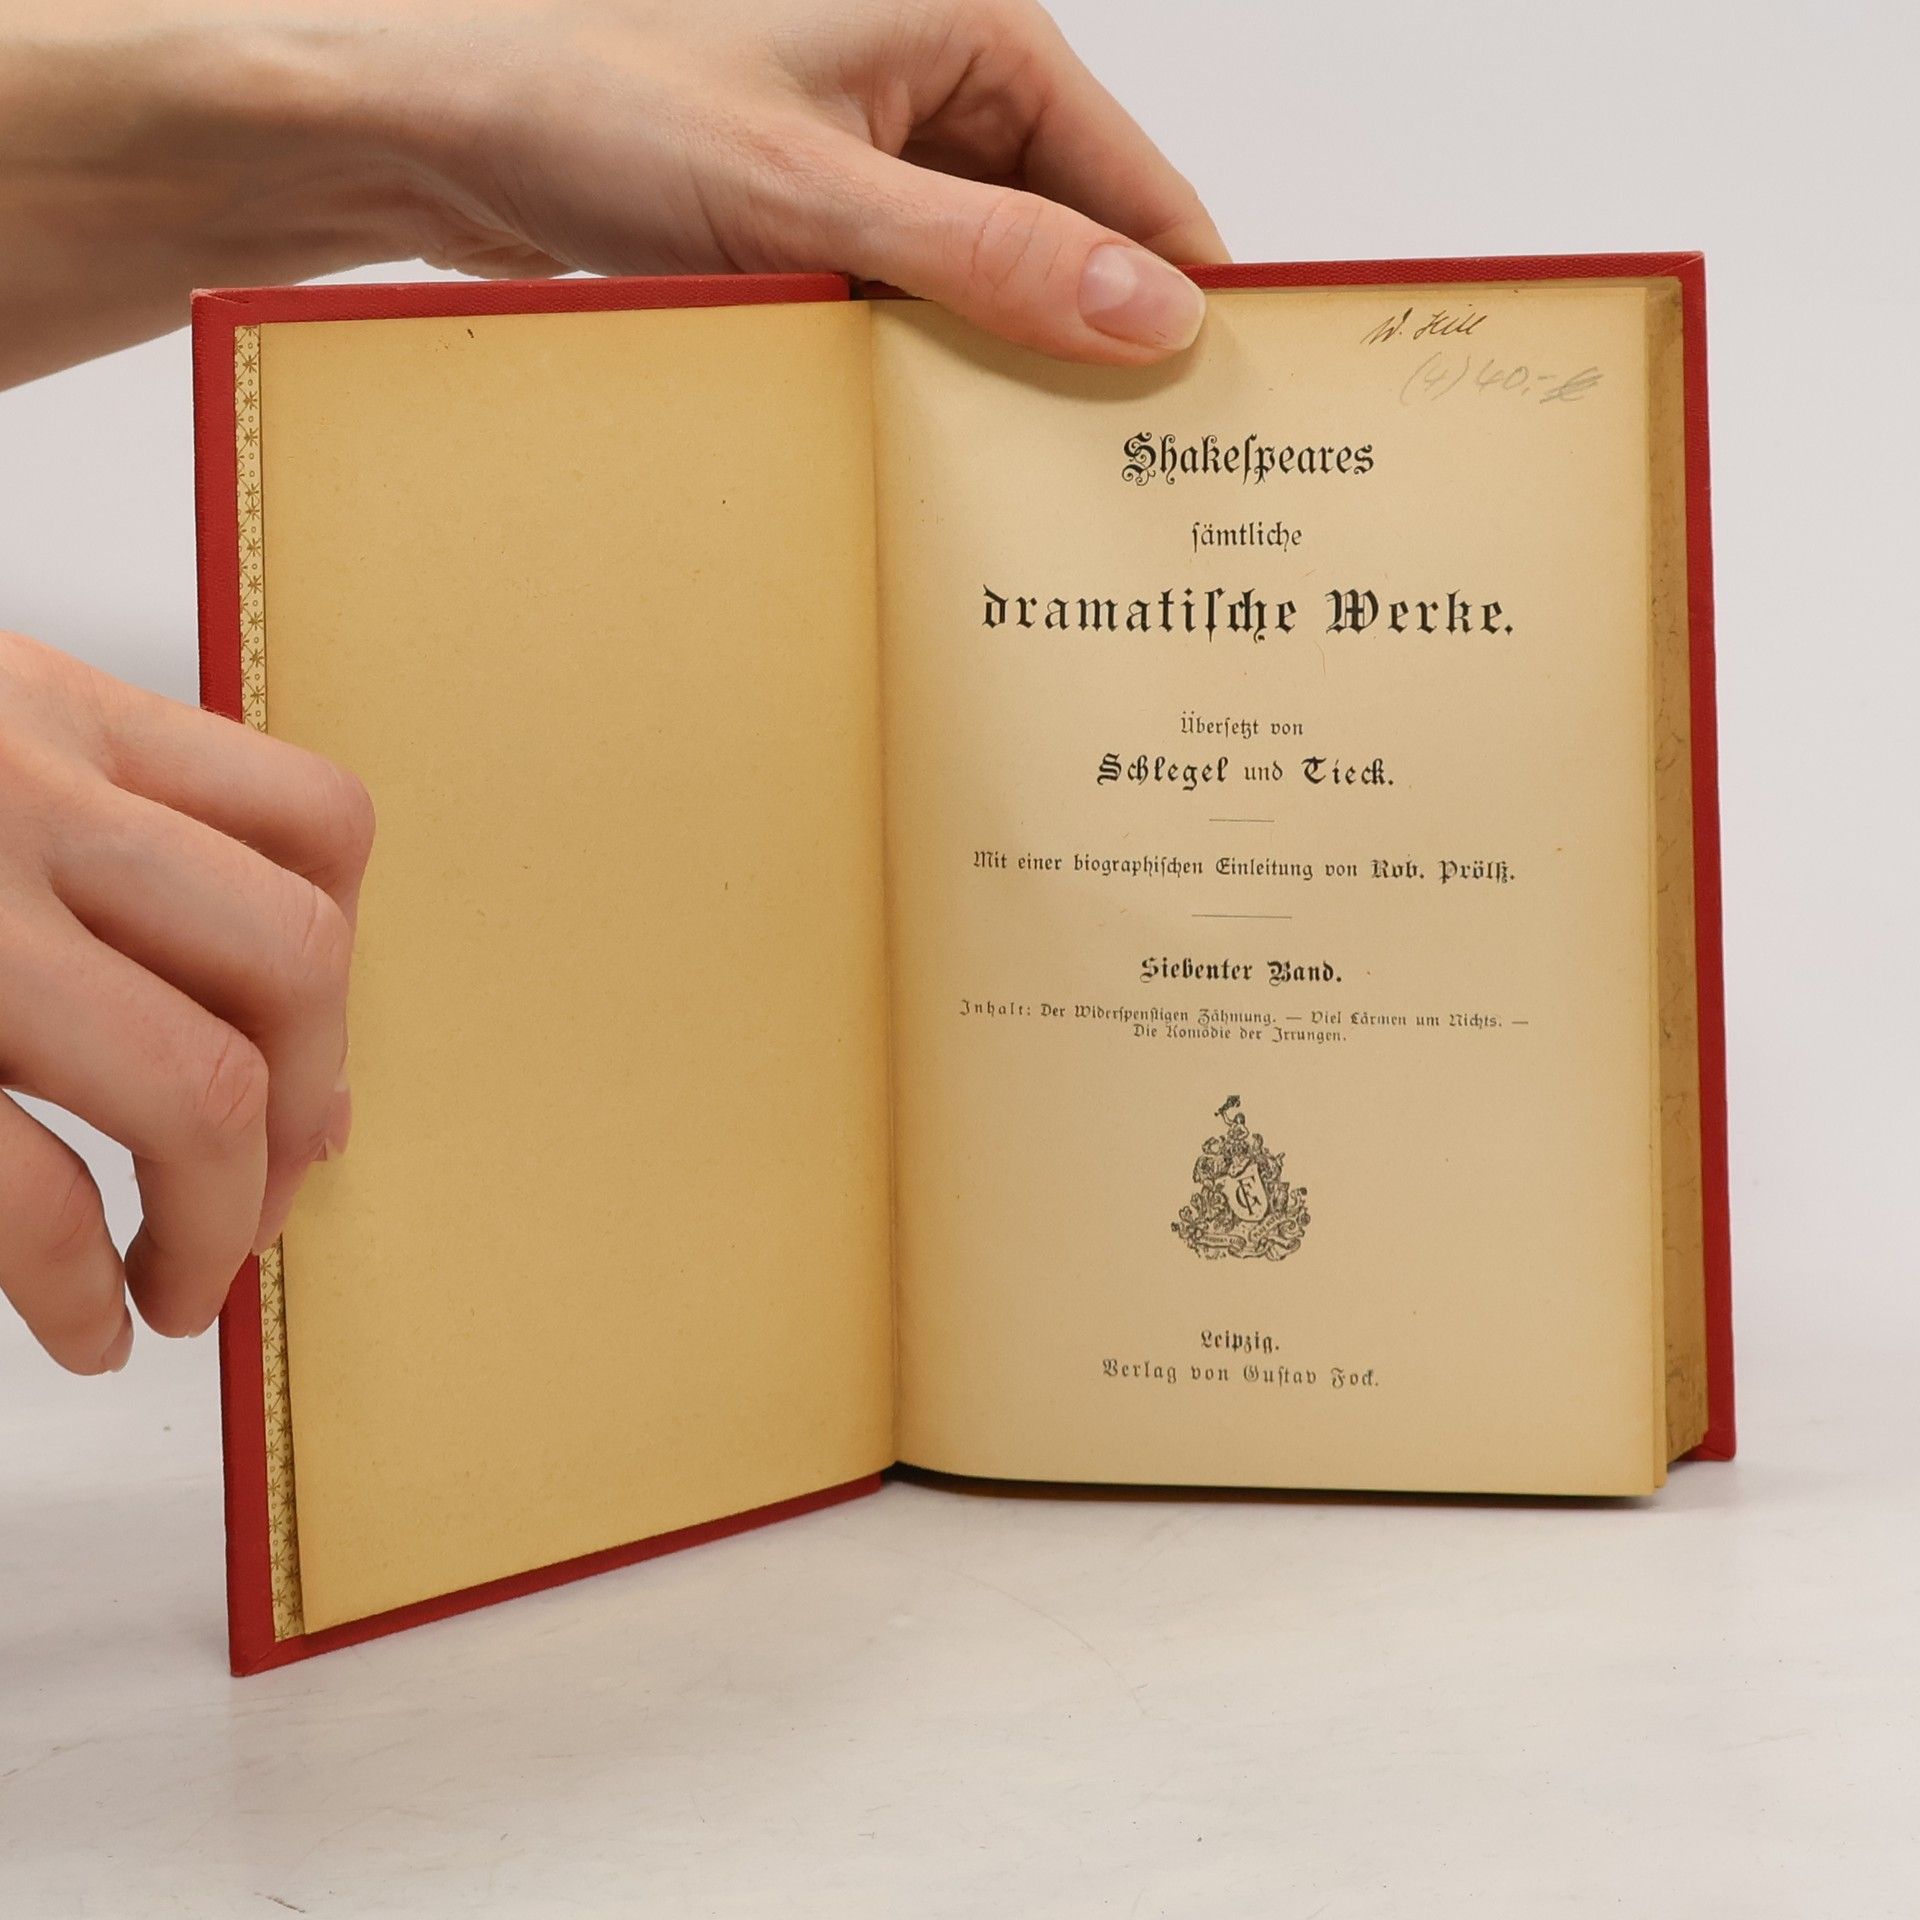 W. Hill
(4) 40,-
Shakeſpeares
ſämtliche
dramatiſche Werke.
Überſetzt von
Schlegel und Tieck.
Mit einer biographiſchen Einleitung von Rob. Prölß.
Siebenter Band.
Inhalt: Der Widerſpenſtigen Zähmung. — Viel Lärmen um Nichts. —
Die Komödie der Irrungen.
GF
Leipzig.
Verlag von Guſtav Fock.